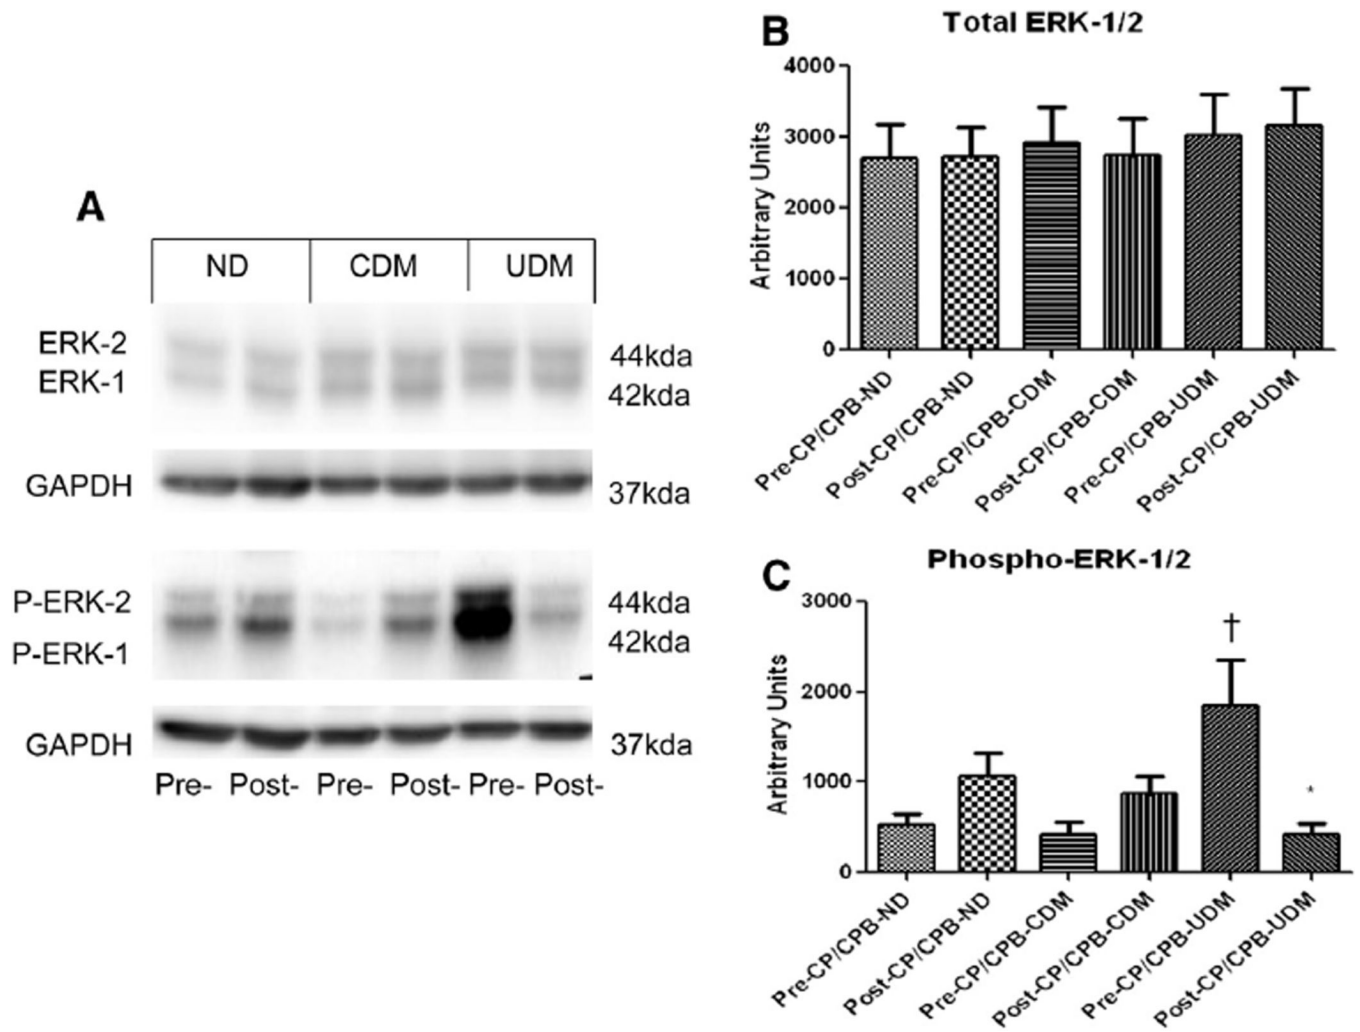 A
ND CDM UDM
ERK-2 44kda
ERK-1 42kda
GAPDH 37kda
P-ERK-2 44kda
P-ERK-1 42kda
GAPDH 37kda
Pre- Post- Pre- Post- Pre- Post-
B
Total ERK-1/2
Arbitrary Units
4000
3000
2000
1000
0
Pre-CP/CPB-ND
Post-CP/CPB-ND
Pre-CP/CPB-CDM
Post-CP/CPB-CDM
Pre-CP/CPB-UDM
Post-CP/CPB-UDM
C
Phospho-ERK-1/2
Arbitrary Units
3000
2000
1000
0
†
*
Pre-CP/CPB-ND
Post-CP/CPB-ND
Pre-CP/CPB-CDM
Post-CP/CPB-CDM
Pre-CP/CPB-UDM
Post-CP/CPB-UDM